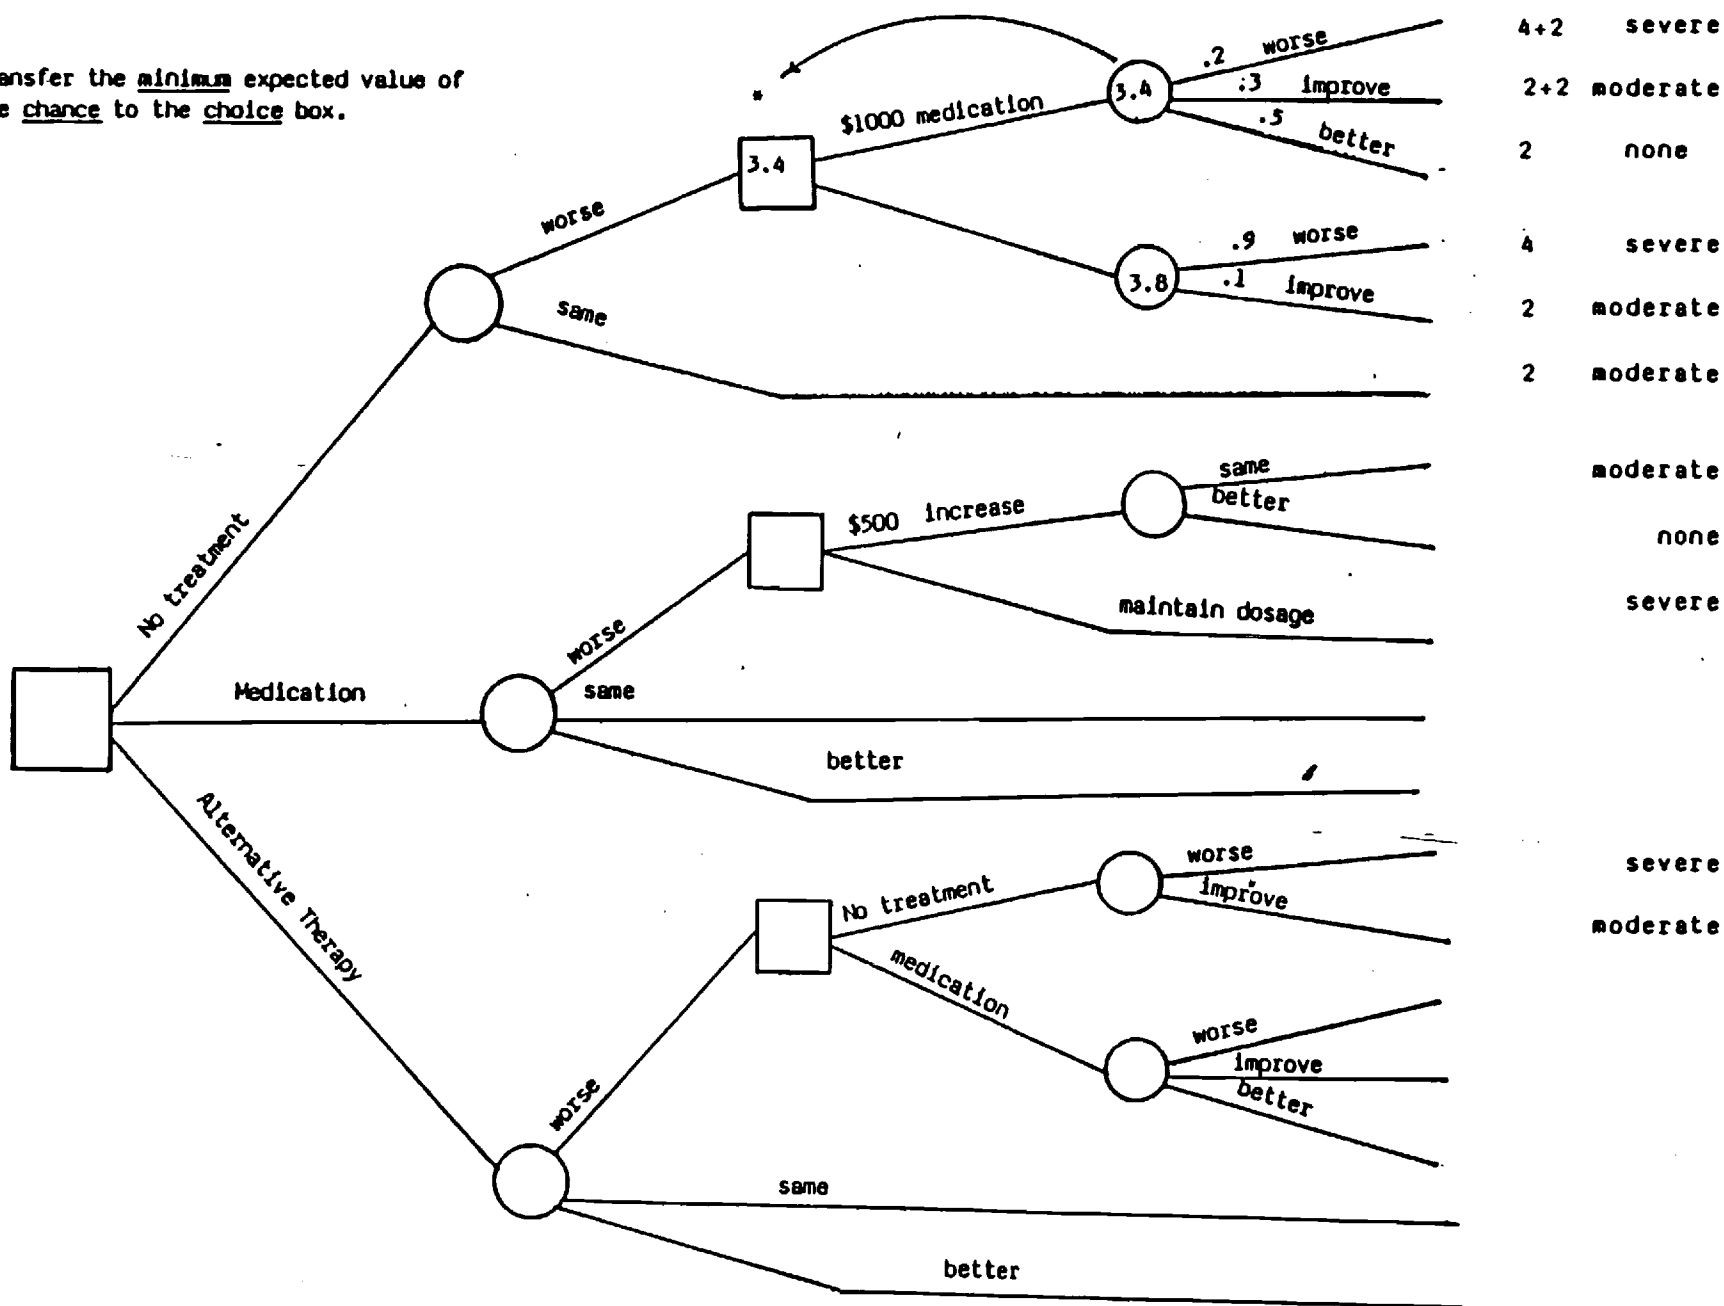 ansfer the minimum expected value of
e chance to the choice box.
*
4+2 severe
.2 worse
3.4
.3 improve
2+2 moderate
.5 better
2 none
$1000 medication
3.4
worse
.9 worse
4 severe
3.8
.1 improve
2 moderate
same
2 moderate
No treatment
same
moderate
$500 increase
better
none
maintain dosage
severe
worse
Medication
same
better
Alternative Therapy
worse
severe
No treatment
improve
moderate
medication
worse
improve
better
worse
same
better